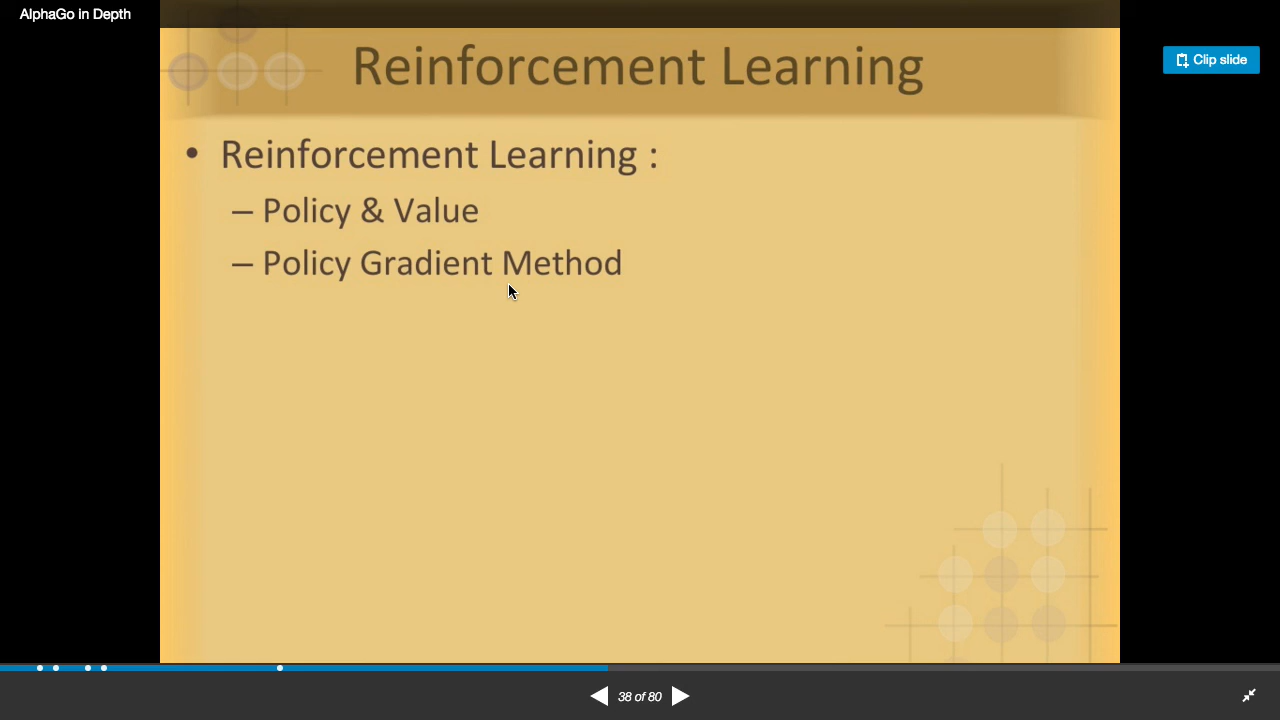 AlphaGo in Depth
Reinforcement Learning
Clip slide
• Reinforcement Learning :
– Policy & Value
– Policy Gradient Method
38 of 80